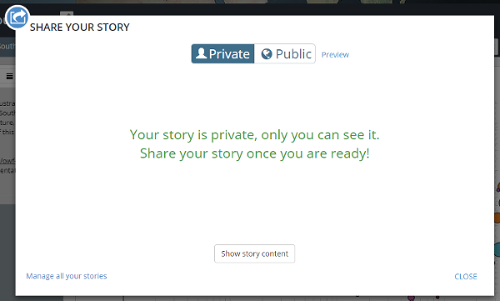 SHARE YOUR STORY
Private Public Preview
Your story is private, only you can see it.
Share your story once you are ready!
Show story content
Manage all your stories CLOSE